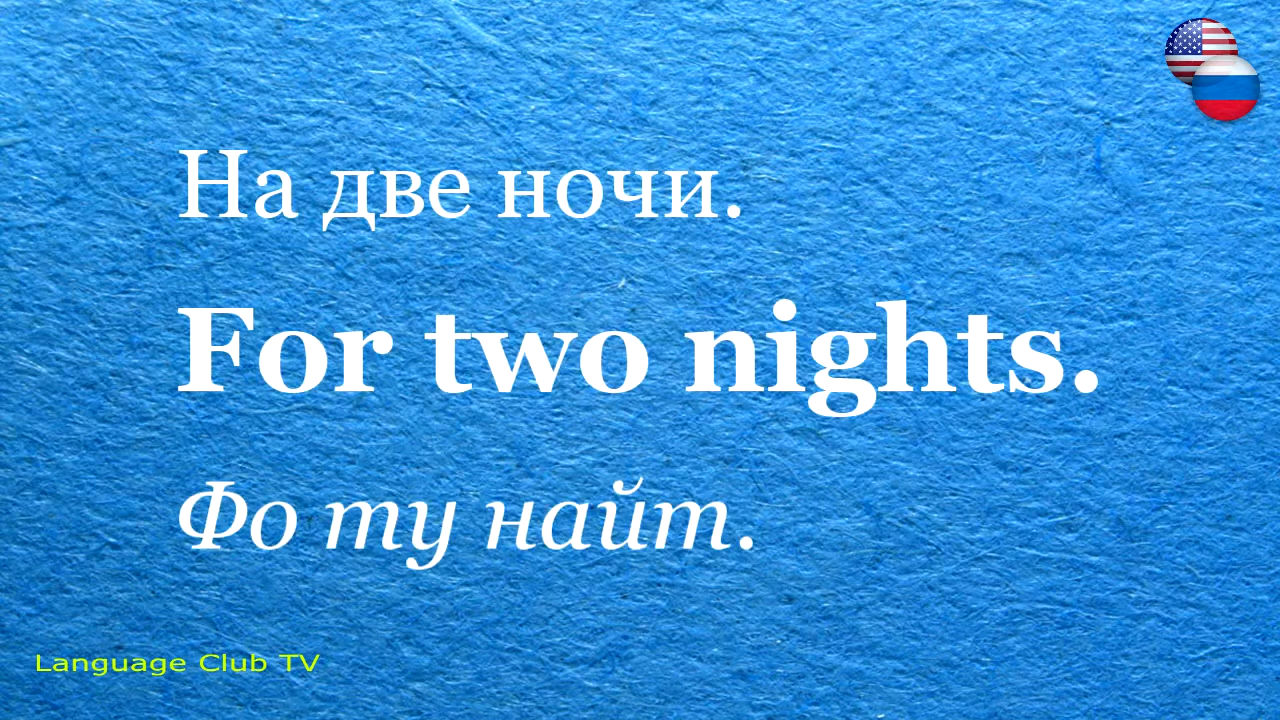 На две ночи.
For two nights.
Фо ту найт.
Language Club TV